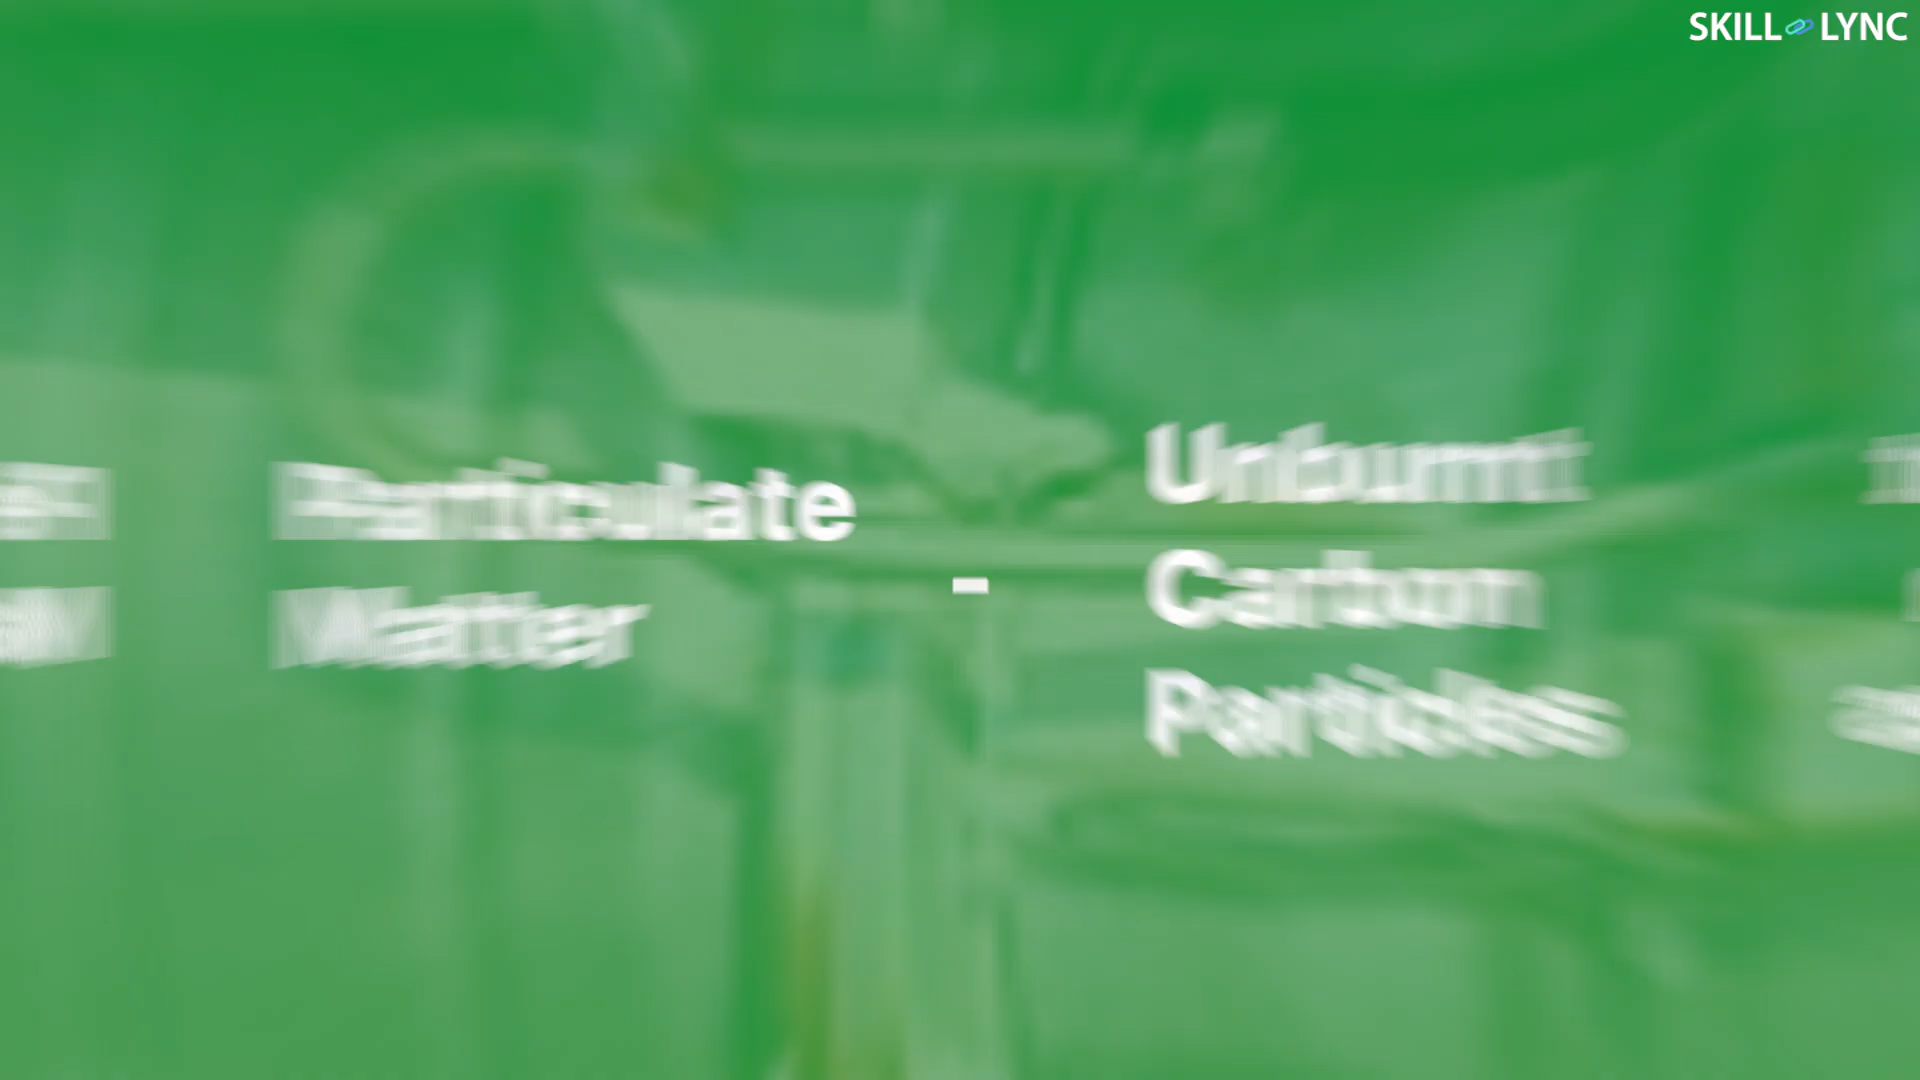 SKILL LYNC
Particulate
Matter
-
Unburnt
Carbon
Particles